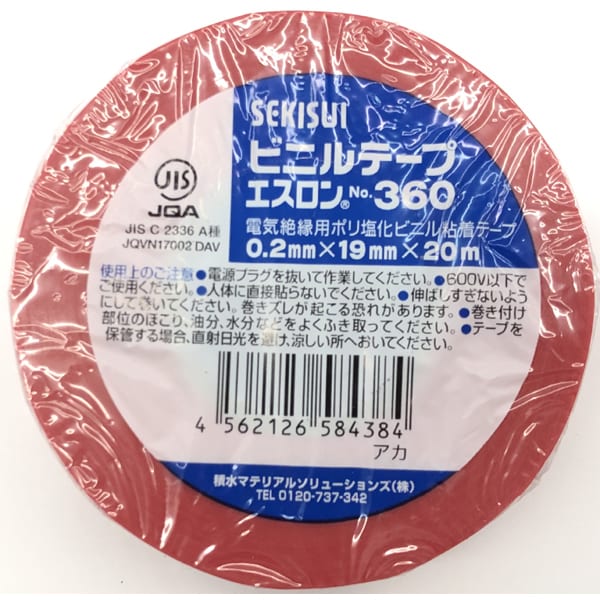 SEKISUI
ビニルテープ
エスロン® No.360
JIS
JQA
JIS C 2336 A種
JQVN17002 DAV
電気絶縁用ポリ塩化ビニル粘着テープ
0.2mm×19mm×20m
使用上のご注意 ●電源プラグを抜いて作業してください。●600V以下で
ご使用ください。●人体に直接貼らないでください。●伸ばしすぎないよう
にして巻いてください。巻きズレが起こる恐れがあります。●巻き付け
部位のほこり、油分、水分などをよくふき取ってください。●テープを
保管する場合、直射日光を避け、涼しい所へおいてください。
4 562126 584384
アカ
積水マテリアルソリューションズ(株)
TEL 0120-737-342